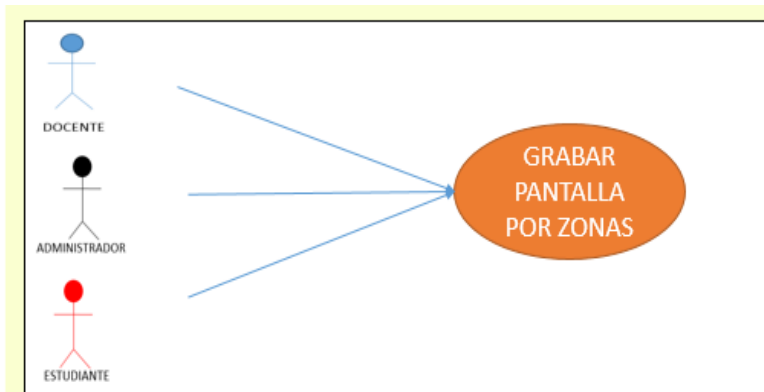 DOCENTE
ADMINISTRADOR
ESTUDIANTE
GRABAR
PANTALLA
POR ZONAS